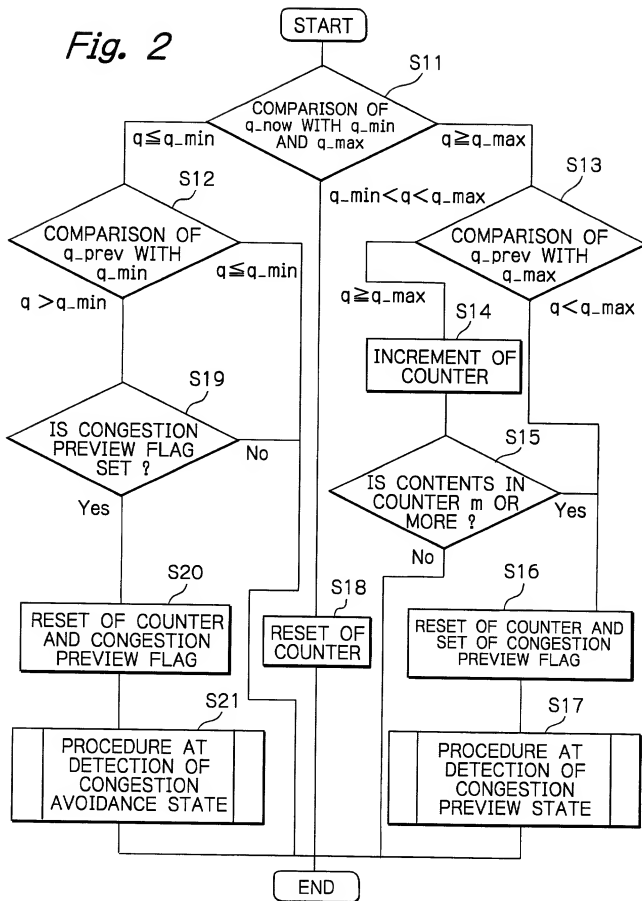 Fig. 2
START
S11
COMPARISON OF
q_now WITH q_min
AND q_max
q≦q_min
q≧q_max
q_min<q<q_max
S12
COMPARISON OF
q_prev WITH
q_min
q≦q_min
q>q_min
S13
COMPARISON OF
q_prev WITH
q_max
q≧q_max
q<q_max
S14
INCREMENT OF
COUNTER
S19
IS CONGESTION
PREVIEW FLAG
SET ?
No
Yes
S15
IS CONTENTS IN
COUNTER m OR
MORE ?
Yes
No
S20
RESET OF COUNTER
AND CONGESTION
PREVIEW FLAG
S18
RESET OF
COUNTER
S16
RESET OF COUNTER AND
SET OF CONGESTION
PREVIEW FLAG
S21
PROCEDURE AT
DETECTION OF
CONGESTION
AVOIDANCE STATE
S17
PROCEDURE AT
DETECTION OF
CONGESTION
PREVIEW STATE
END